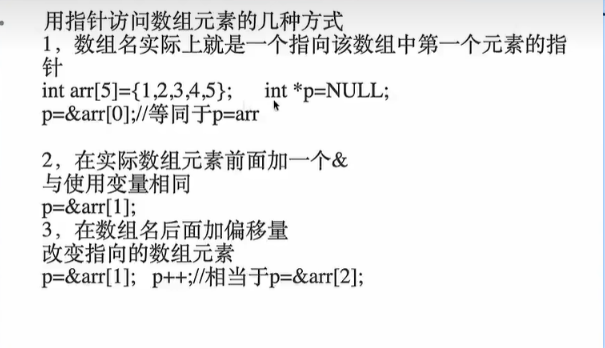 用指针访问数组元素的几种方式
1，数组名实际上就是一个指向该数组中第一个元素的指
针
int arr[5]={1,2,3,4,5};   int *p=NULL;
p=&arr[0];//等同于p=arr
2，在实际数组元素前面加一个&
与使用变量相同
p=&arr[1];
3，在数组名后面加偏移量
改变指向的数组元素
p=&arr[1];  p++;//相当于p=&arr[2];